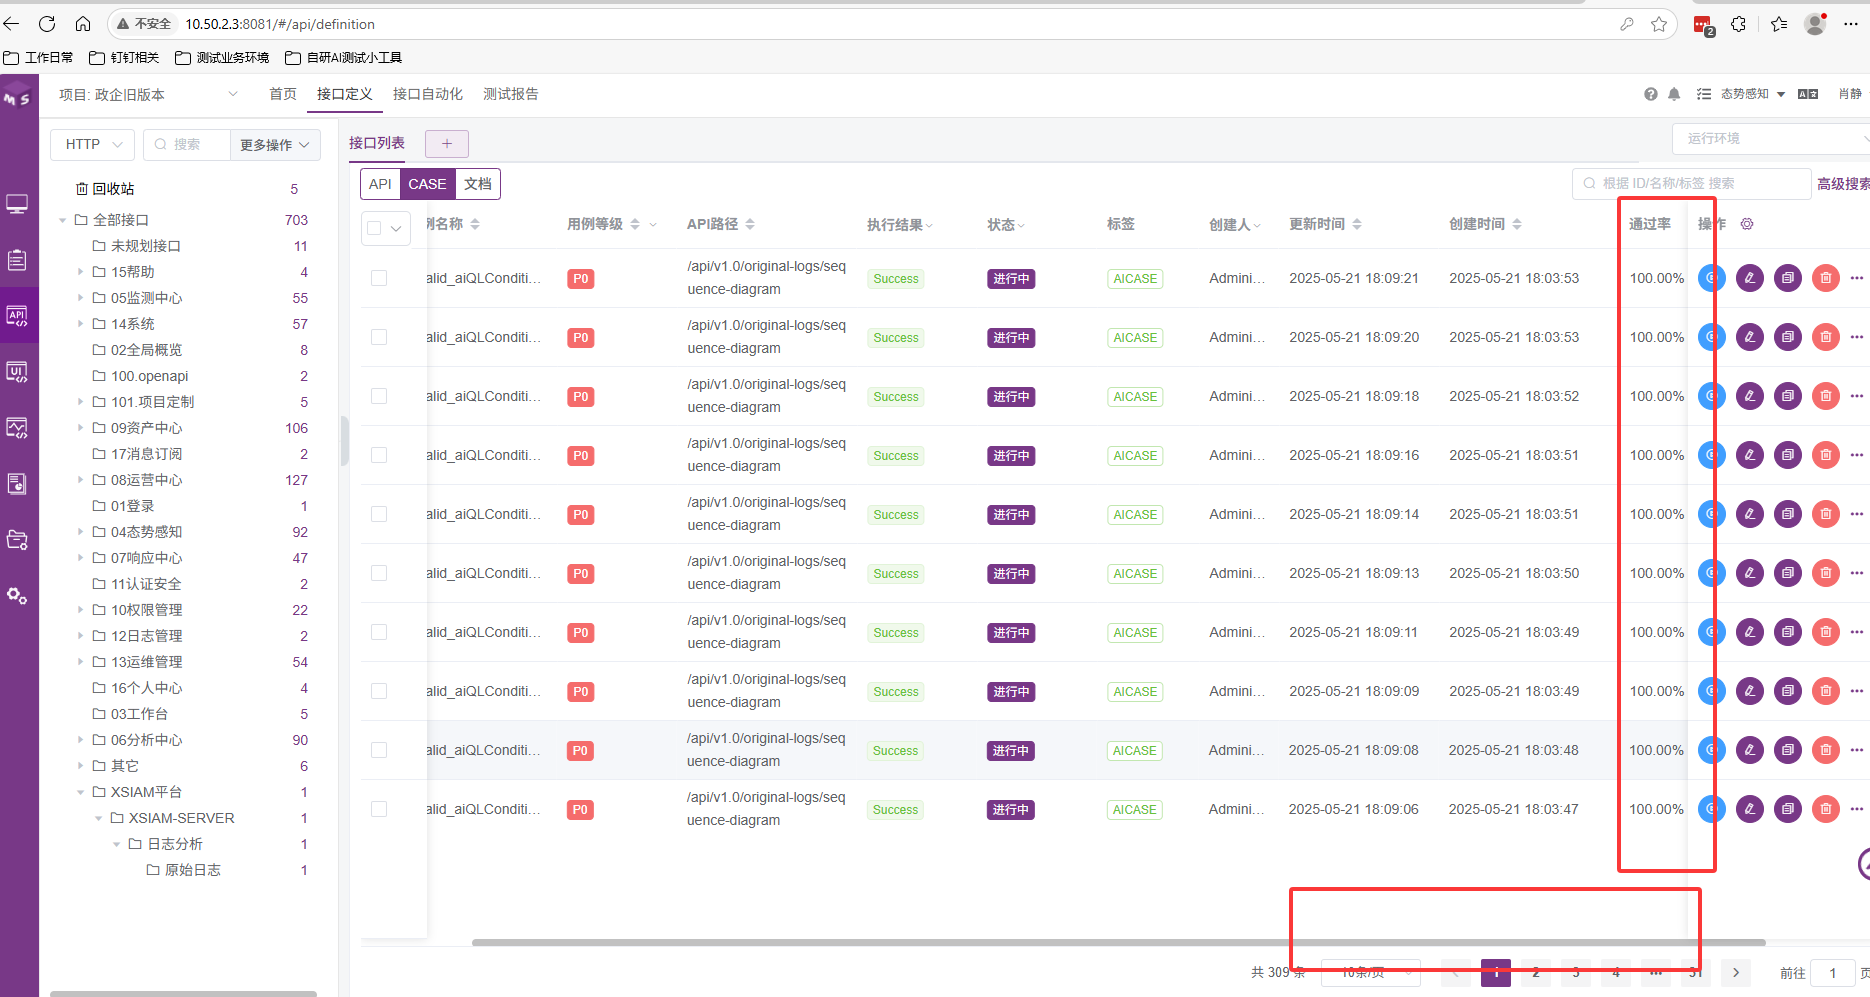 不安全 10.50.2.3:8081/#/api/definition 2
工作日常 钉钉相关 测试业务环境 自研AI测试小工具
MS 项目: 政企旧版本 首页 接口定义 接口自动化 测试报告 态势感知 肖静
HTTP 搜索 更多操作 接口列表 + 运行环境
API CASE 文档 根据 ID/名称/标签 搜索 高级搜索
回收站 5
全部接口 703
未规划接口 11
15帮助 4
05监测中心 55
14系统 57
02全局概览 8
100.openapi 2
101.项目定制 5
09资产中心 106
17消息订阅 2
08运营中心 127
01登录 1
04态势感知 92
07响应中心 47
11认证安全 2
10权限管理 22
12日志管理 2
13运维管理 54
16个人中心 4
03工作台 5
06分析中心 90
其它 6
XSIAM平台 1
XSIAM-SERVER 1
日志分析 1
原始日志 1
API
UI
例名称 用例等级 API路径 执行结果 状态 标签 创建人 更新时间 创建时间 通过率 操作
alid_aiQLConditi... P0 /api/v1.0/original-logs/seq Success 进行中 AICASE Admini... 2025-05-21 18:09:21 2025-05-21 18:03:53 100.00%
uence-diagram
alid_aiQLConditi... P0 /api/v1.0/original-logs/seq Success 进行中 AICASE Admini... 2025-05-21 18:09:20 2025-05-21 18:03:53 100.00%
uence-diagram
alid_aiQLConditi... P0 /api/v1.0/original-logs/seq Success 进行中 AICASE Admini... 2025-05-21 18:09:18 2025-05-21 18:03:52 100.00%
uence-diagram
alid_aiQLConditi... P0 /api/v1.0/original-logs/seq Success 进行中 AICASE Admini... 2025-05-21 18:09:16 2025-05-21 18:03:51 100.00%
uence-diagram
alid_aiQLConditi... P0 /api/v1.0/original-logs/seq Success 进行中 AICASE Admini... 2025-05-21 18:09:14 2025-05-21 18:03:51 100.00%
uence-diagram
alid_aiQLConditi... P0 /api/v1.0/original-logs/seq Success 进行中 AICASE Admini... 2025-05-21 18:09:13 2025-05-21 18:03:50 100.00%
uence-diagram
alid_aiQLConditi... P0 /api/v1.0/original-logs/seq Success 进行中 AICASE Admini... 2025-05-21 18:09:11 2025-05-21 18:03:49 100.00%
uence-diagram
alid_aiQLConditi... P0 /api/v1.0/original-logs/seq Success 进行中 AICASE Admini... 2025-05-21 18:09:09 2025-05-21 18:03:49 100.00%
uence-diagram
alid_aiQLConditi... P0 /api/v1.0/original-logs/seq Success 进行中 AICASE Admini... 2025-05-21 18:09:08 2025-05-21 18:03:48 100.00%
uence-diagram
alid_aiQLConditi... P0 /api/v1.0/original-logs/seq Success 进行中 AICASE Admini... 2025-05-21 18:09:06 2025-05-21 18:03:47 100.00%
uence-diagram
共 309 条 10条/页 1 2 3 4 ... 31 前往 1 页